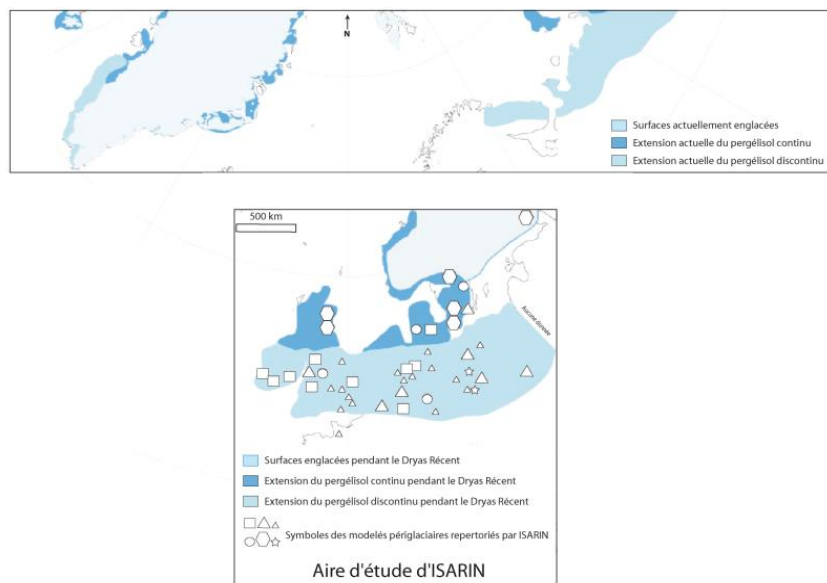 N
Surfaces actuellement englacées
Extension actuelle du pergélisol continu
Extension actuelle du pergélisol discontinu
500 km
Aucune donnée
Surfaces englacées pendant le Dryas Récent
Extension du pergélisol continu pendant le Dryas Récent
Extension du pergélisol discontinu pendant le Dryas Récent
Symboles des modelés périglaciaires repertoriés par ISARIN
Aire d'étude d'ISARIN